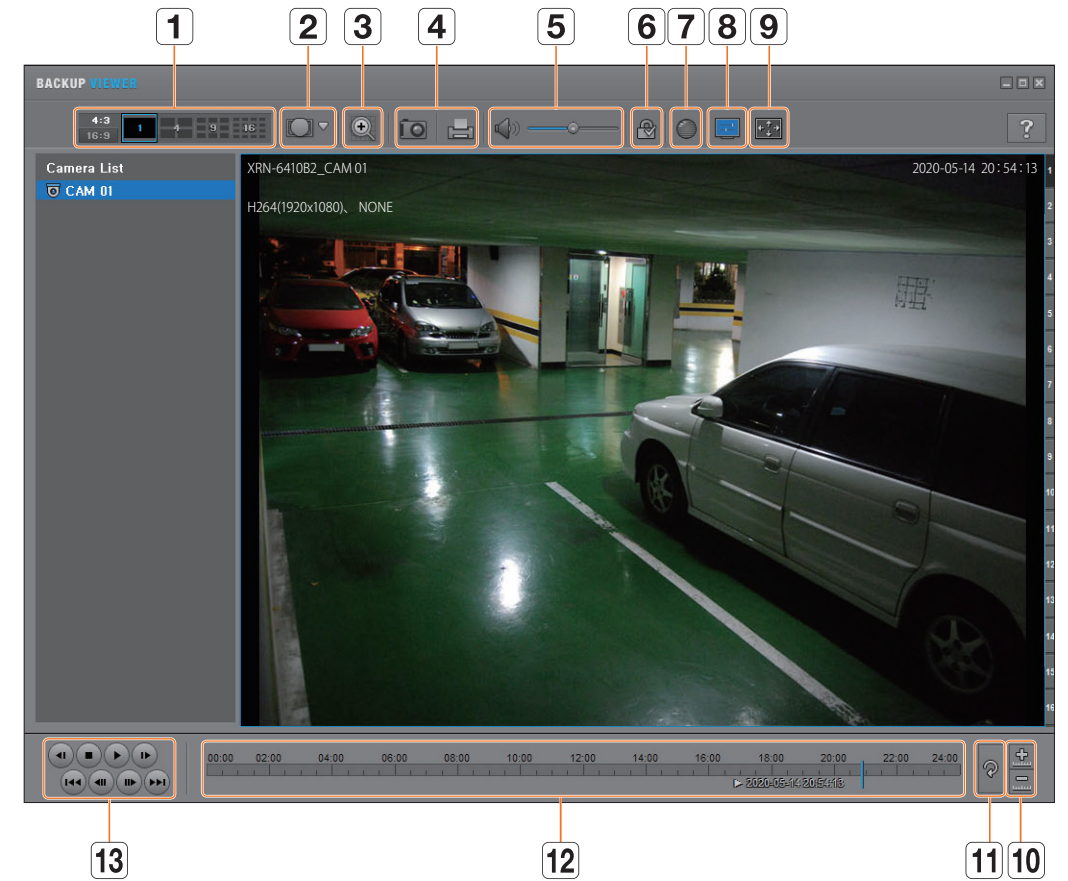 1 2 3 4 5 6 7 8 9
BACKUP VIEWER
4:3
16:9
1 4 9 16
?
Camera List
CAM 01
XRN-6410B2_CAM 01
2020-05-14 20:54:13
H264(1920x1080)、 NONE
1
2
3
4
5
6
7
8
9
10
11
12
13
14
15
16
00:00 02:00 04:00 06:00 08:00 10:00 12:00 14:00 16:00 18:00 20:00 22:00 24:00
2020-05-14 20:54:13
13 12 11 10